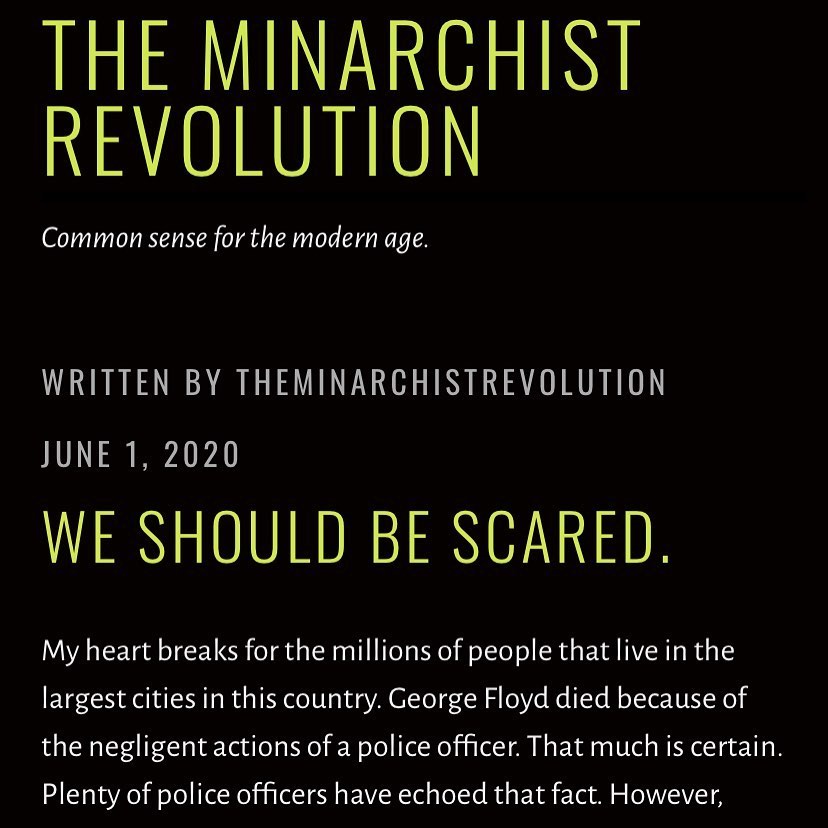 THE MINARCHIST
REVOLUTION
Common sense for the modern age.
WRITTEN BY THEMINARCHISTREVOLUTION
JUNE 1, 2020
WE SHOULD BE SCARED.
My heart breaks for the millions of people that live in the
largest cities in this country. George Floyd died because of
the negligent actions of a police officer. That much is certain.
Plenty of police officers have echoed that fact. However,